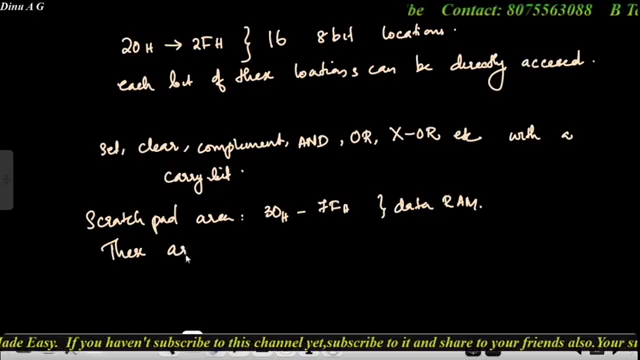 Dinu A G
be Contact: 8075563088 B To
20H → 2FH } 16 8bit locations.
each bit of these locations can be directly accessed.
Set, clear, complement, AND, OR, X-OR etc with a
carry bit.
Scratch pad area: 30H - 7FH } data RAM.
These ar
Made Easy. If you haven't subscribe to this channel yet,subscribe to it and share to your friends also.Your s